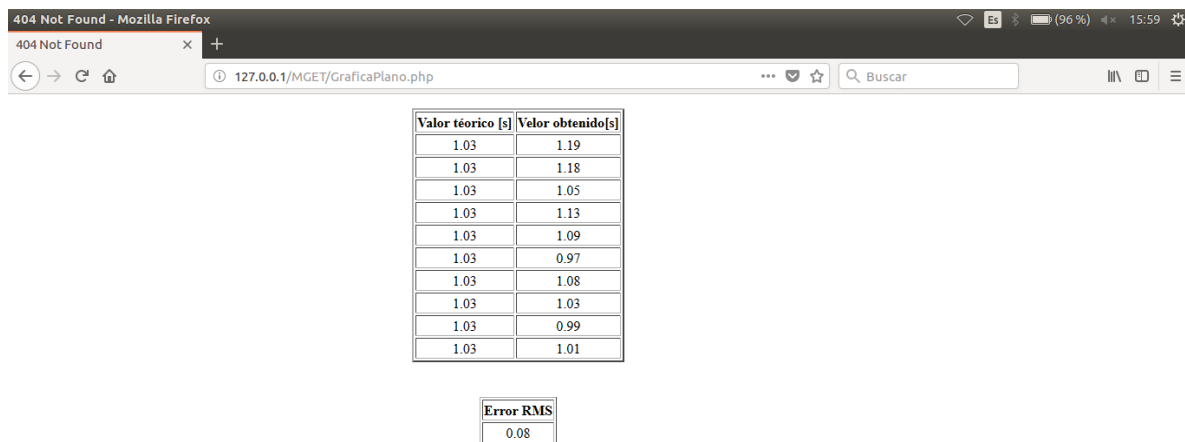 404 Not Found - Mozilla Firefox
Es (96 %) 15:59
404 Not Found × +
127.0.0.1/MGET/GraficaPlano.php
Buscar
Valor téorico [s] Velor obtenido[s]
1.03 1.19
1.03 1.18
1.03 1.05
1.03 1.13
1.03 1.09
1.03 0.97
1.03 1.08
1.03 1.03
1.03 0.99
1.03 1.01
Error RMS
0.08